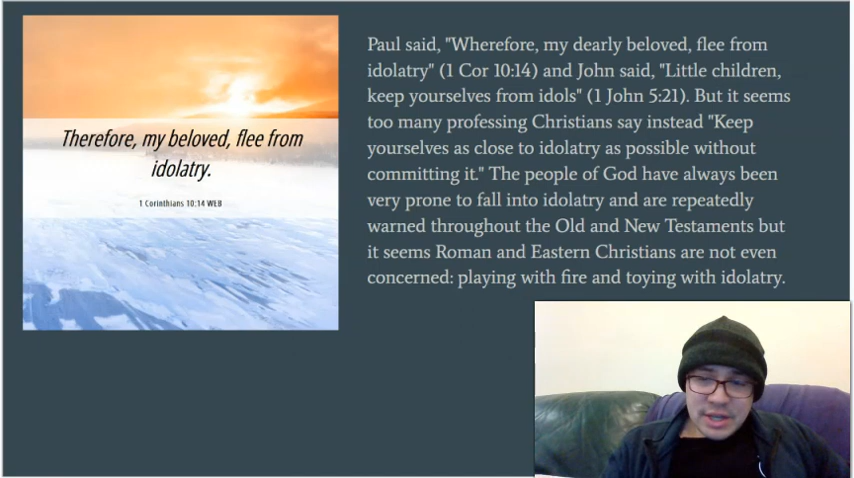 Therefore, my beloved, flee from
idolatry.
1 Corinthians 10:14 WEB
Paul said, "Wherefore, my dearly beloved, flee from
idolatry" (1 Cor 10:14) and John said, "Little children,
keep yourselves from idols" (1 John 5:21). But it seems
too many professing Christians say instead "Keep
yourselves as close to idolatry as possible without
committing it." The people of God have always been
very prone to fall into idolatry and are repeatedly
warned throughout the Old and New Testaments but
it seems Roman and Eastern Christians are not even
concerned: playing with fire and toying with idolatry.